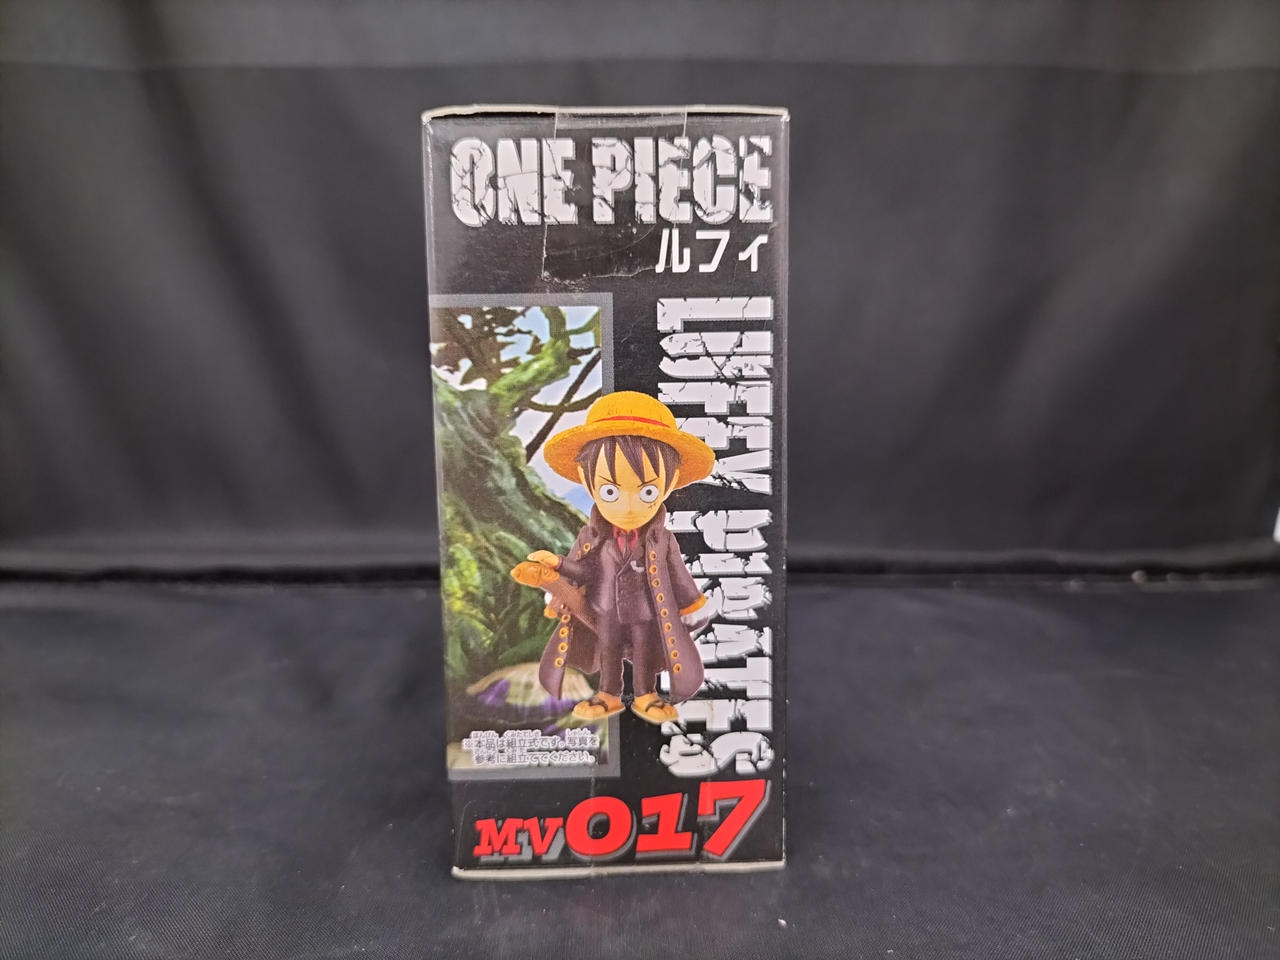 ONE PIECE
ルフィ
LUFFY PIRATES
※本品は組立式です。写真を
参考に組立ててください。
MV017